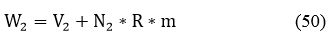 W₂ = V₂ + N₂ * R * m (50)